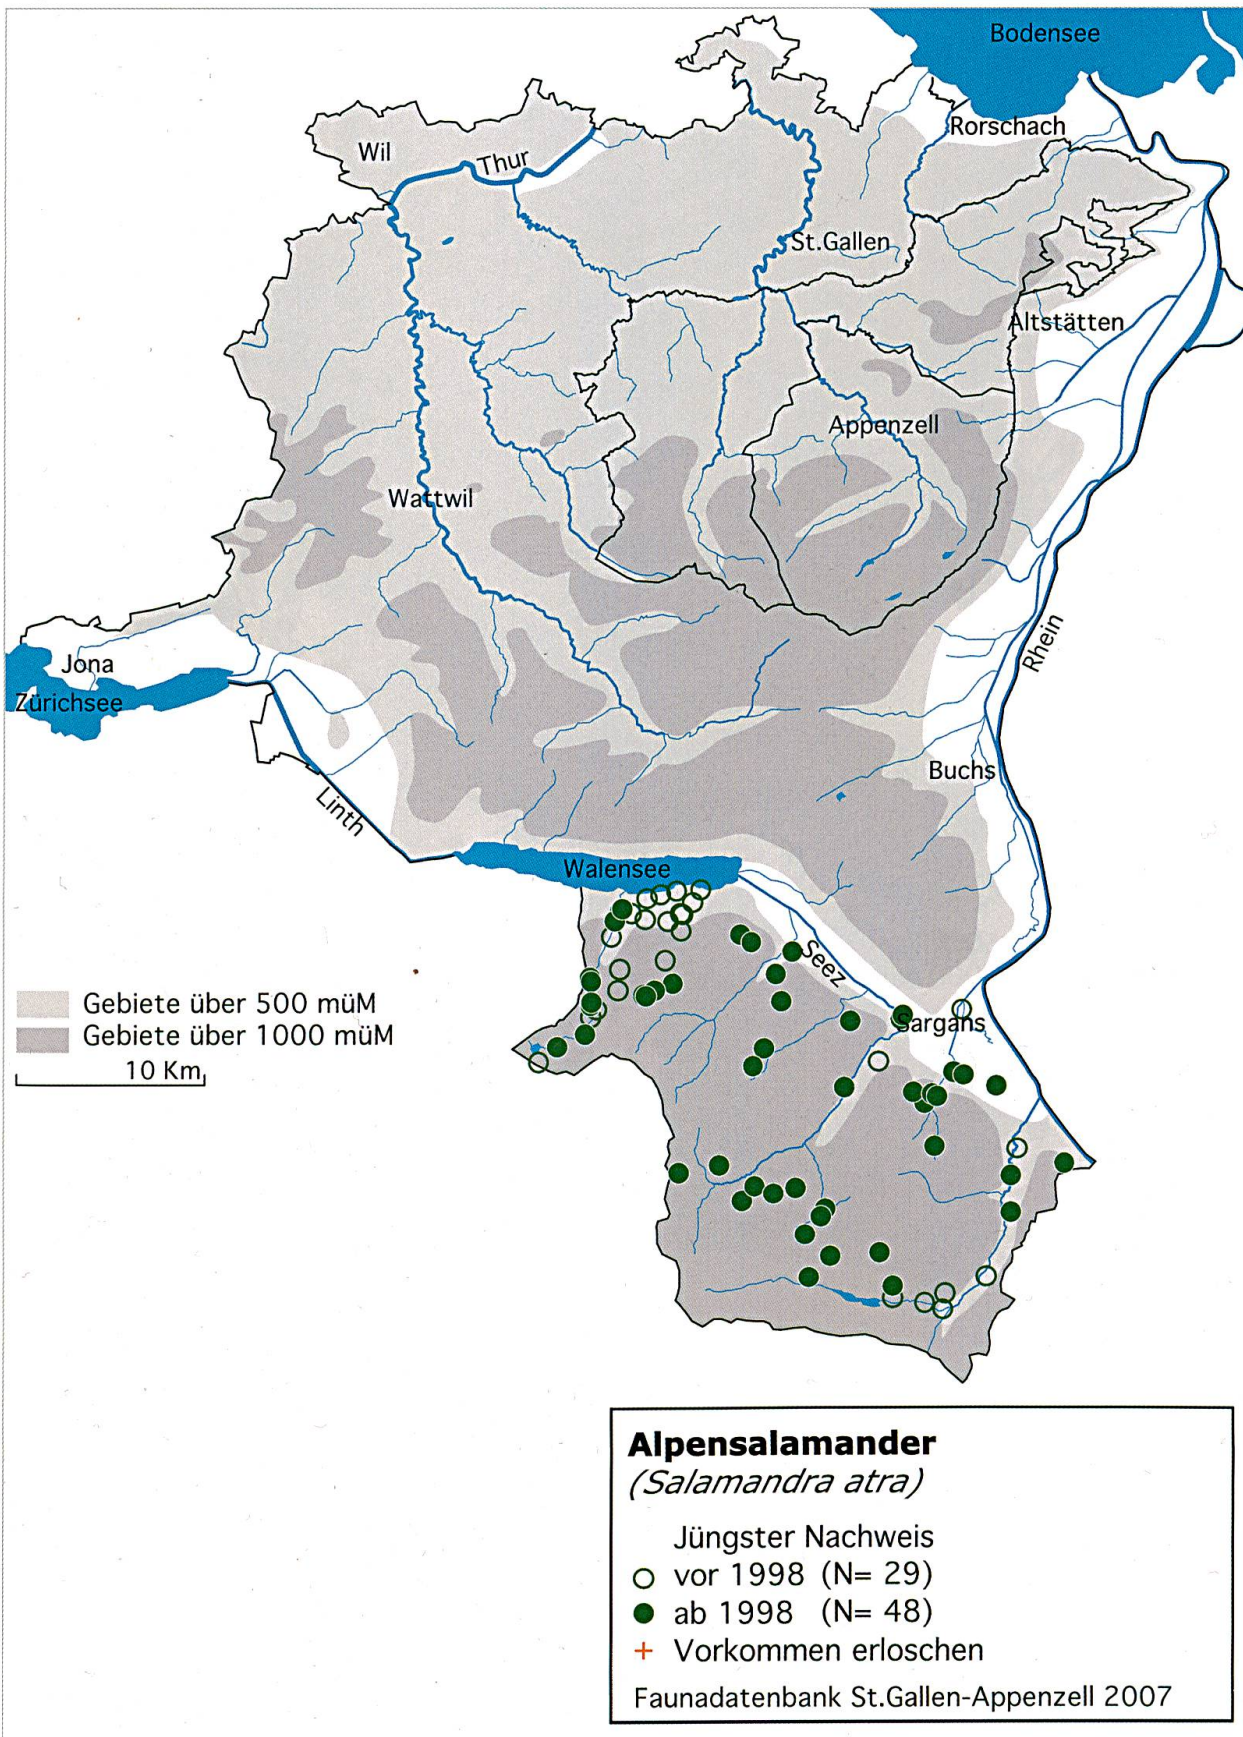 Bodensee
Rorschach
Wil
Thur
St.Gallen
Altstätten
Appenzell
Wattwil
Rhein
Jona
Zürichsee
Buchs
Linth
Walensee
Seez
Gebiete über 500 müM
Sargans
Gebiete über 1000 müM
10 Km
Alpensalamander
(Salamandra atra)
Jüngster Nachweis
vor 1998 (N= 29)
ab 1998 (N= 48)
+ Vorkommen erloschen
Faunadatenbank St.Gallen-Appenzell 2007